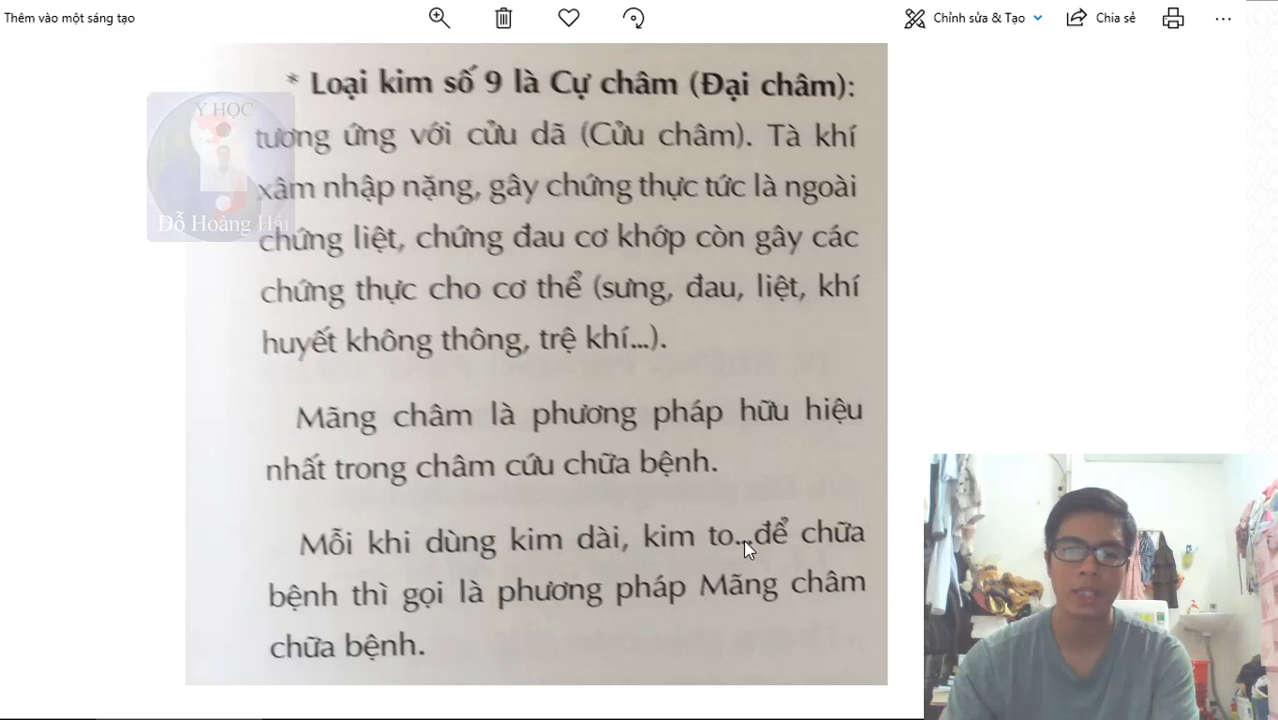 Thêm vào một sáng tạo
Chỉnh sửa & Tạo
Chia sẻ
* Loại kim số 9 là Cự châm (Đại châm):
tương ứng với cửu dã (Cửu châm). Tà khí
xâm nhập nặng, gây chứng thực tức là ngoài
chứng liệt, chứng đau cơ khớp còn gây các
chứng thực cho cơ thể (sưng, đau, liệt, khí
huyết không thông, trệ khí...).
Mãng châm là phương pháp hữu hiệu
nhất trong châm cứu chữa bệnh.
Mỗi khi dùng kim dài, kim to...để chữa
bệnh thì gọi là phương pháp Mãng châm
chữa bệnh.
Y HỌC
Đỗ Hoàng Hải